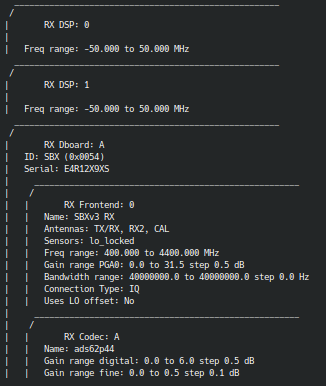 RX DSP: 0
Freq range: -50.000 to 50.000 MHz
RX DSP: 1
Freq range: -50.000 to 50.000 MHz
RX Dboard: A
ID: SBX (0x0054)
Serial: E4R12X9XS
RX Frontend: 0
Name: SBXv3 RX
Antennas: TX/RX, RX2, CAL
Sensors: lo_locked
Freq range: 400.000 to 4400.000 MHz
Gain range PGA0: 0.0 to 31.5 step 0.5 dB
Bandwidth range: 40000000.0 to 40000000.0 step 0.0 Hz
Connection Type: IQ
Uses LO offset: No
RX Codec: A
Name: ads62p44
Gain range digital: 0.0 to 6.0 step 0.5 dB
Gain range fine: 0.0 to 0.5 step 0.1 dB